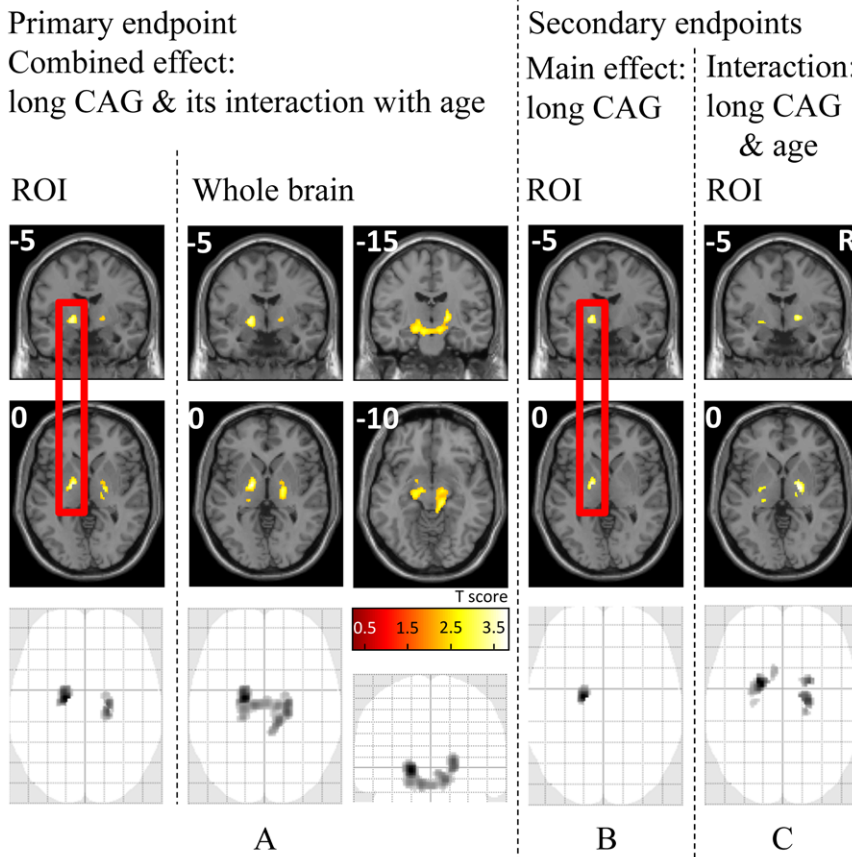 Primary endpoint
Combined effect:
long CAG & its interaction with age
ROI
Whole brain
Secondary endpoints
Main effect:
long CAG
ROI
Interaction:
long CAG
& age
ROI
-5
-5
-15
-5
-5 R
0
0
-10
0
0
T score
0.5 1.5 2.5 3.5
A
B
C